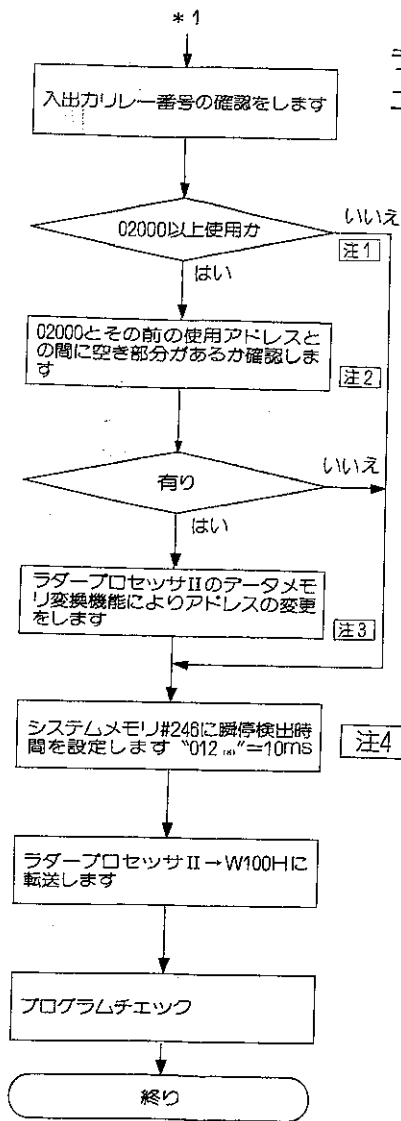 *1
入出力リレー番号の確認をします
02000以上使用か
いいえ
注1
はい
02000とその前の使用アドレスと
の間に空き部分があるか確認しま
す
注2
有り
いいえ
はい
ラダープロセッサⅡのデータメモ
リ変換機能によりアドレスの変更
をします
注3
システムメモリ#246に瞬停検出時
間を設定します “012₍₈₎”=10ms
注4
ラダープロセッサⅡ→W100Hに
転送します
プログラムチェック
終り